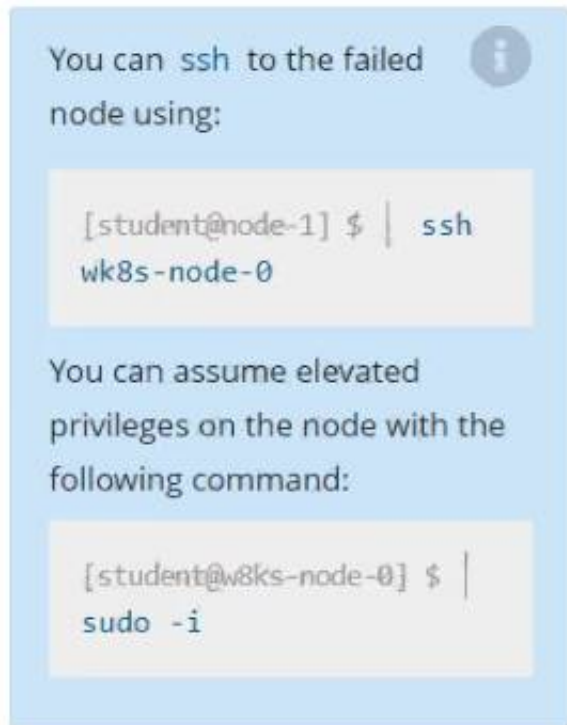 You can ssh to the failed
node using:
[student@node-1] $ | ssh
wk8s-node-0
You can assume elevated
privileges on the node with the
following command:
[student@w8ks-node-0] $ |
sudo -i